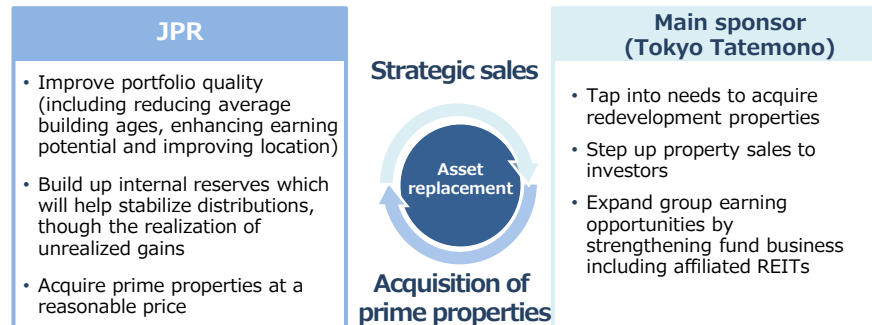 JPR
• Improve portfolio quality
(including reducing average
building ages, enhancing earning
potential and improving location)
• Build up internal reserves which
will help stabilize distributions,
though the realization of
unrealized gains
• Acquire prime properties at a
reasonable price
Strategic sales
Asset
replacement
Acquisition of
prime properties
Main sponsor
(Tokyo Tatemono)
• Tap into needs to acquire
redevelopment properties
• Step up property sales to
investors
• Expand group earning
opportunities by
strengthening fund business
including affiliated REITs